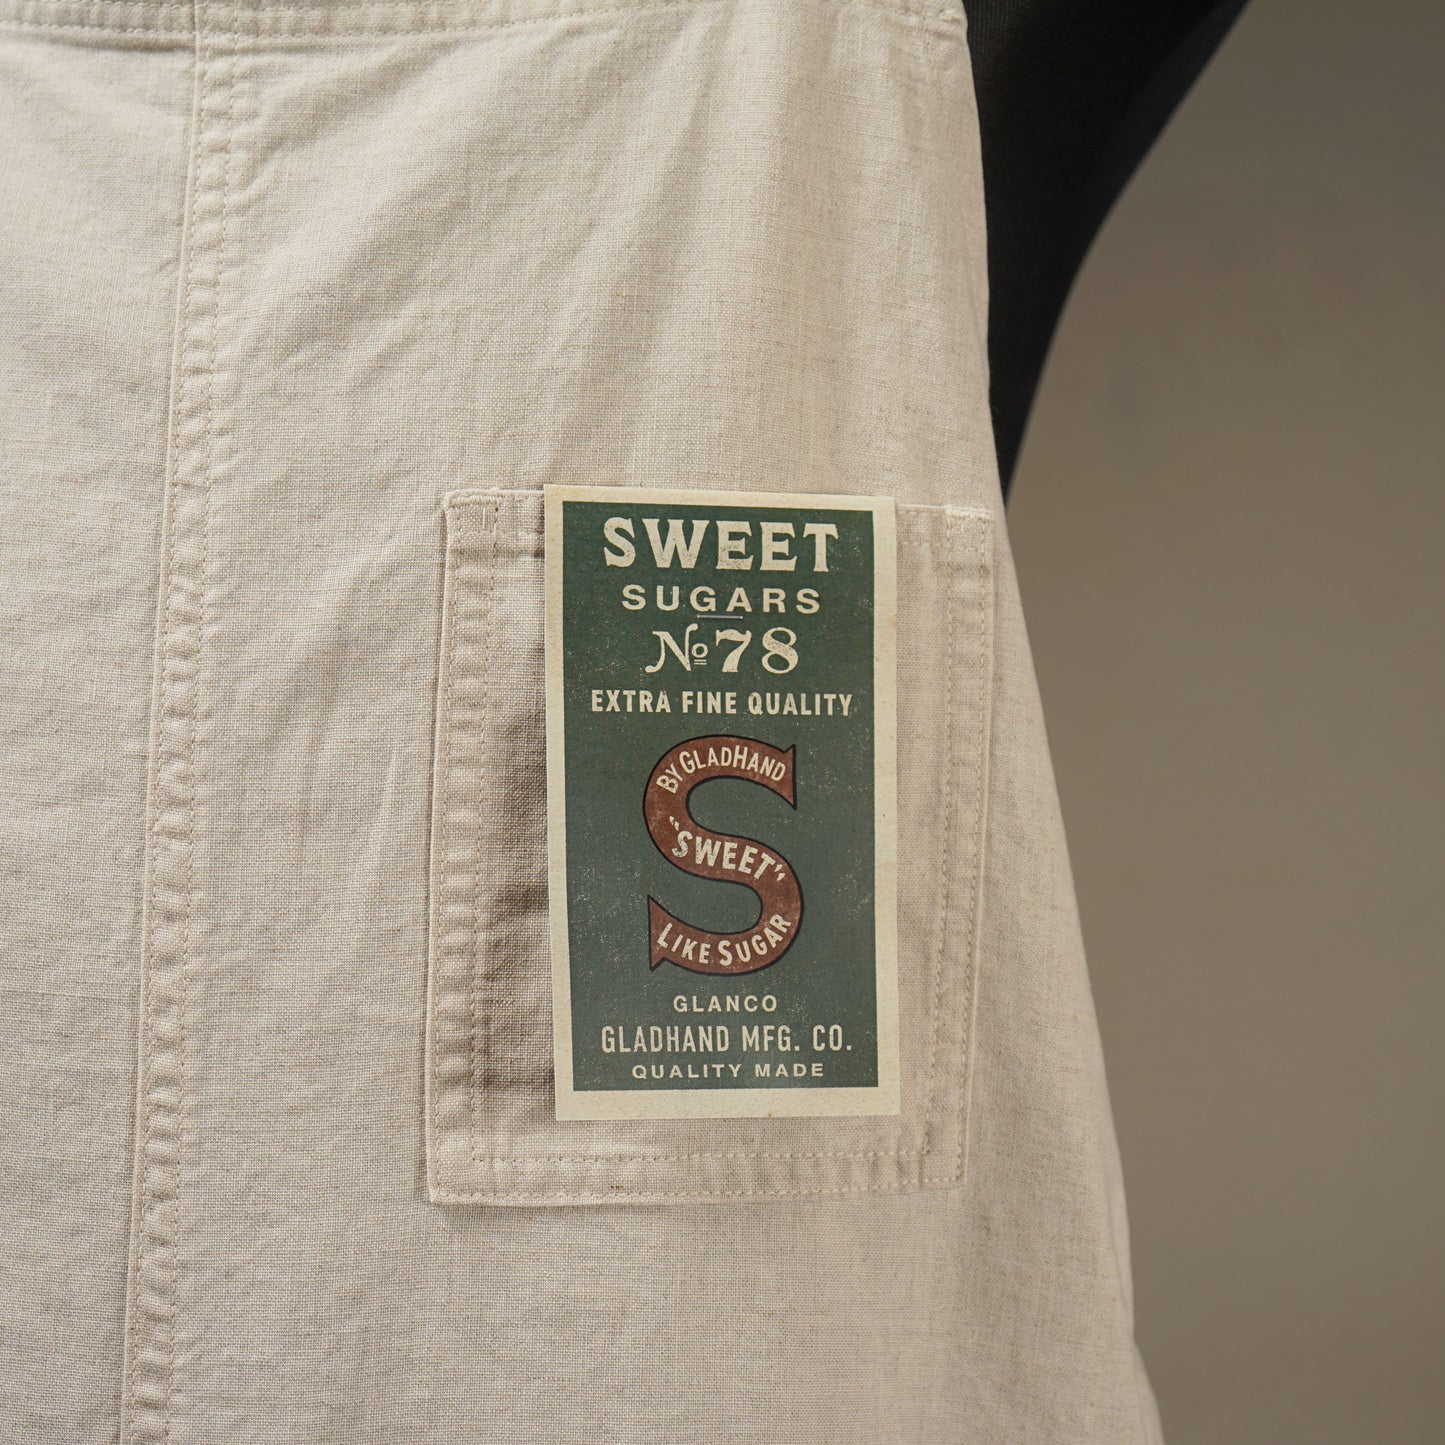 SWEET
SUGARS
№78
EXTRA FINE QUALITY
BY GLADHAND
"SWEET"
LIKE SUGAR
GLANCO
GLADHAND MFG. CO.
QUALITY MADE